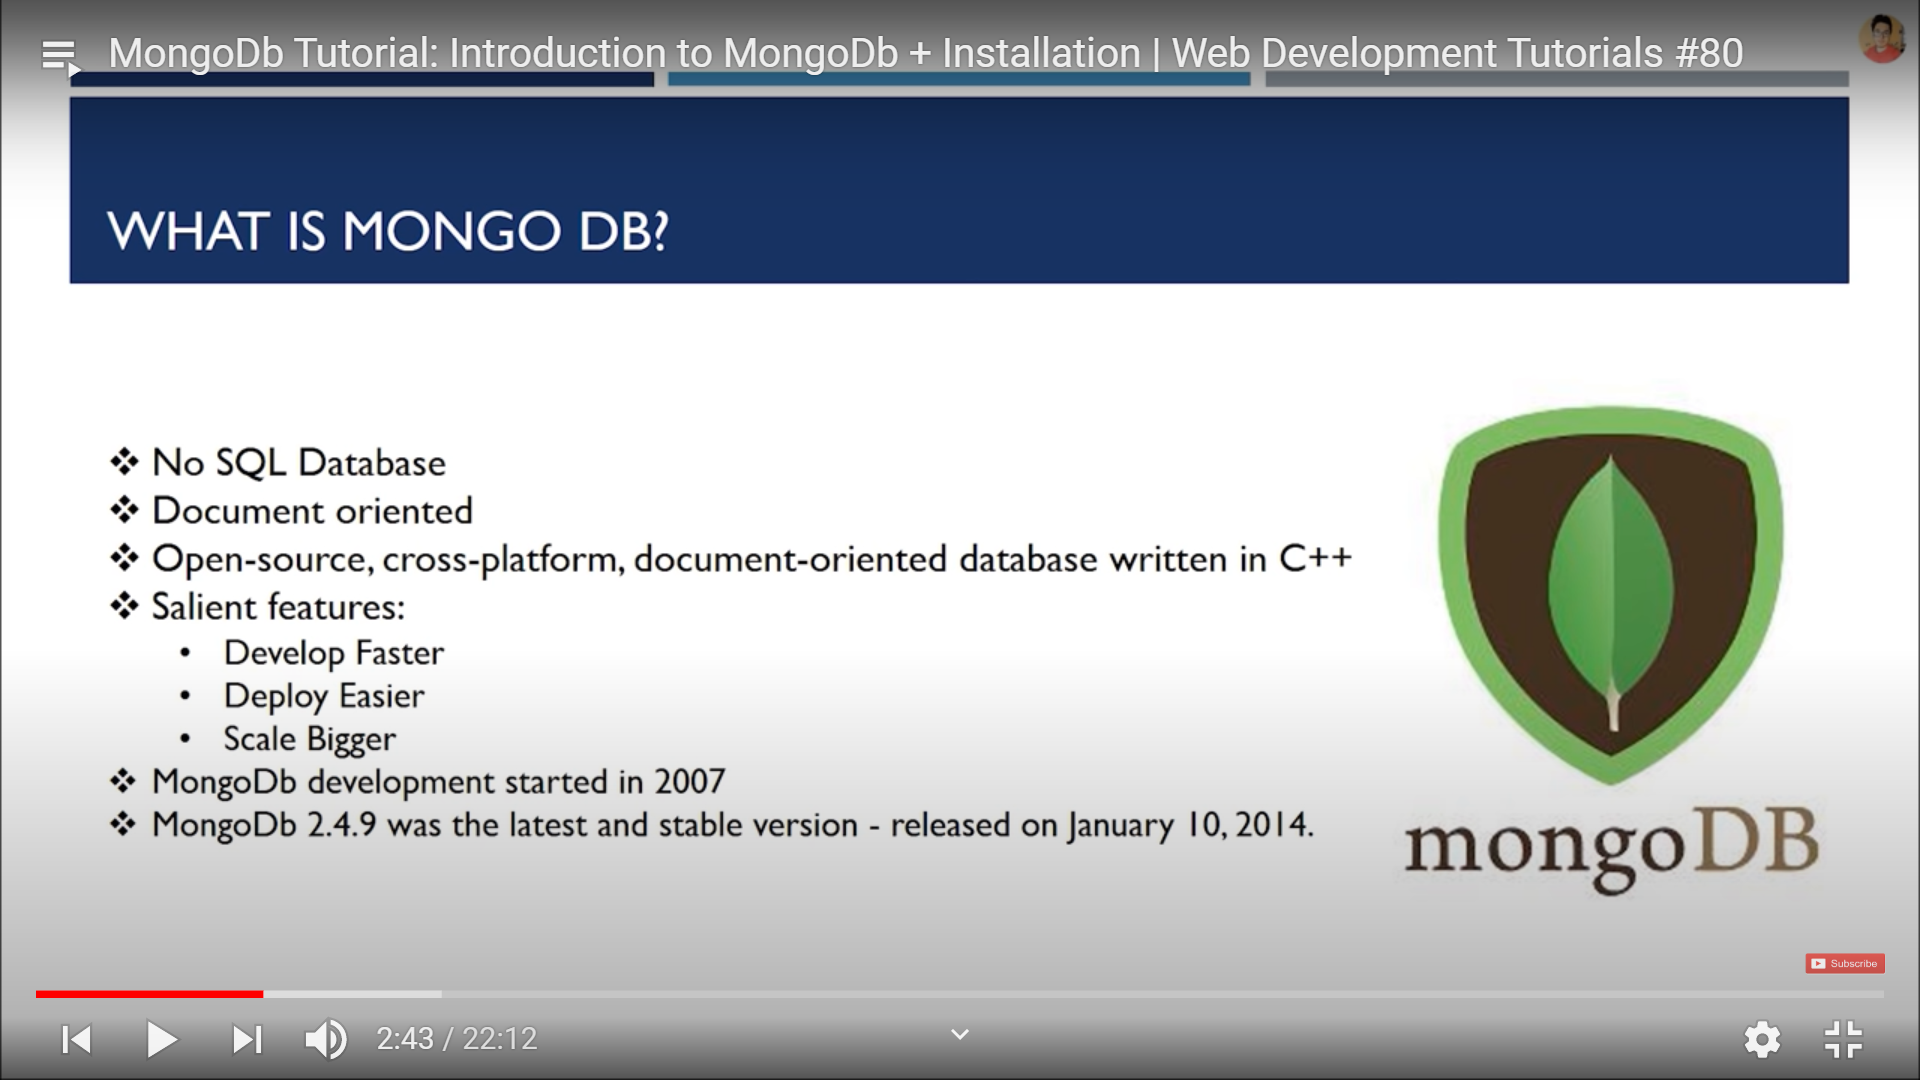 MongoDb Tutorial: Introduction to MongoDb + Installation | Web Development Tutorials #80
WHAT IS MONGO DB?
No SQL Database
Document oriented
Open-source, cross-platform, document-oriented database written in C++
Salient features:
Develop Faster
Deploy Easier
Scale Bigger
MongoDb development started in 2007
MongoDb 2.4.9 was the latest and stable version - released on January 10, 2014.
mongoDB
Subscribe
2:43 / 22:12